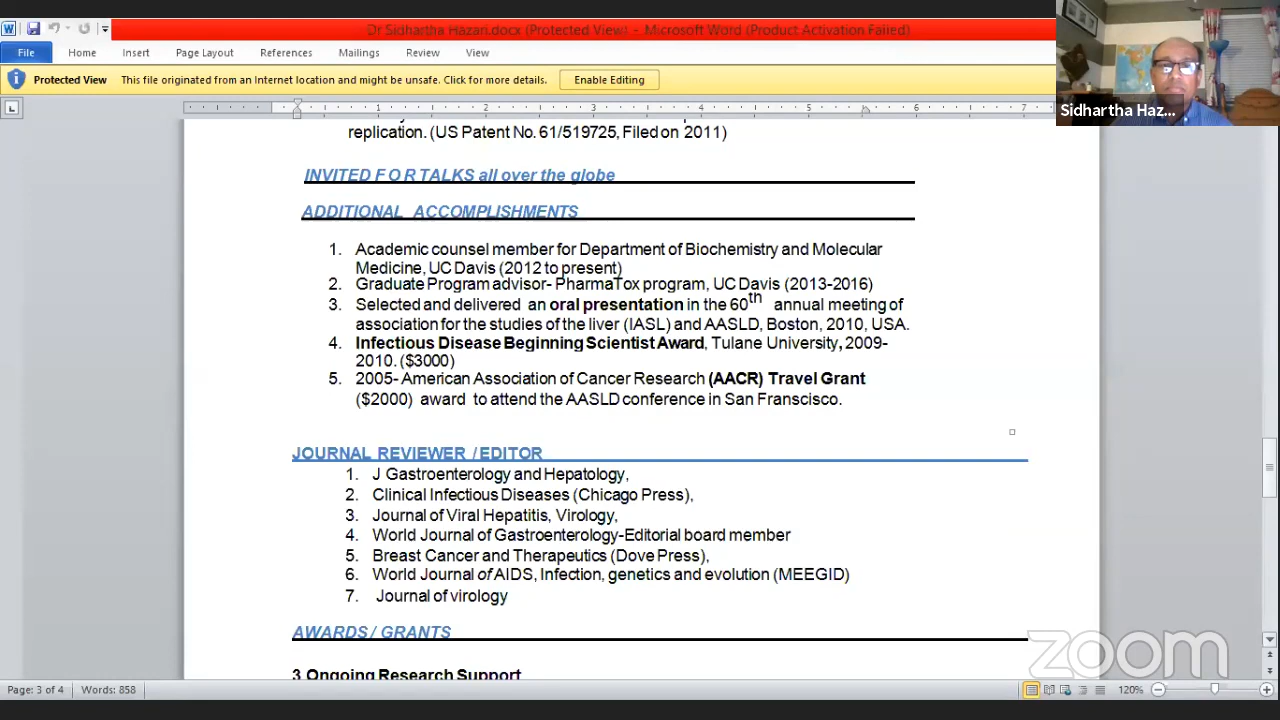 Dr Sidhartha Hazari.docx (Protected View) - Microsoft Word (Product Activation Failed)
File Home Insert Page Layout References Mailings Review View
Protected View This file originated from an Internet location and might be unsafe. Click for more details. Enable Editing
1 2 3 4 5 6 7
Sidhartha Haz...
replication. (US Patent No. 61/519725, Filed on 2011)
INVITED F O R TALKS all over the globe
ADDITIONAL ACCOMPLISHMENTS
1. Academic counsel member for Department of Biochemistry and Molecular
Medicine, UC Davis (2012 to present)
2. Graduate Program advisor- PharmaTox program, UC Davis (2013-2016)
3. Selected and delivered an oral presentation in the 60th annual meeting of
association for the studies of the liver (IASL) and AASLD, Boston, 2010, USA.
4. Infectious Disease Beginning Scientist Award, Tulane University, 2009-
2010. ($3000)
5. 2005- American Association of Cancer Research (AACR) Travel Grant
($2000) award to attend the AASLD conference in San Franscisco.
JOURNAL REVIEWER / EDITOR
1. J Gastroenterology and Hepatology,
2. Clinical Infectious Diseases (Chicago Press),
3. Journal of Viral Hepatitis, Virology,
4. World Journal of Gastroenterology-Editorial board member
5. Breast Cancer and Therapeutics (Dove Press),
6. World Journal of AIDS, Infection, genetics and evolution (MEEGID)
7. Journal of virology
AWARDS / GRANTS
3 Ongoing Research Support
zoom
Page: 3 of 4 Words: 858 120%